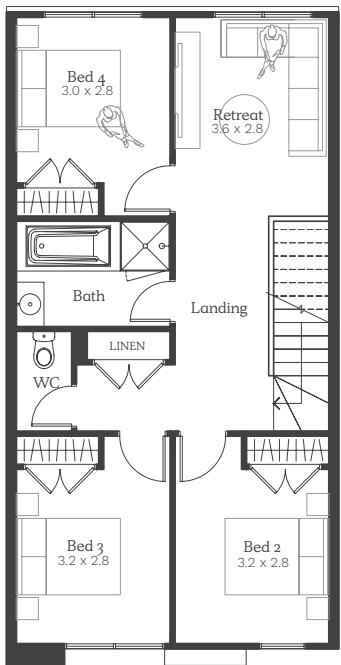 Bed 4
3.0 x 2.8
Retreat
3.6 x 2.8
Bath
Landing
LINEN
WC
Bed 3
3.2 x 2.8
Bed 2
3.2 x 2.8